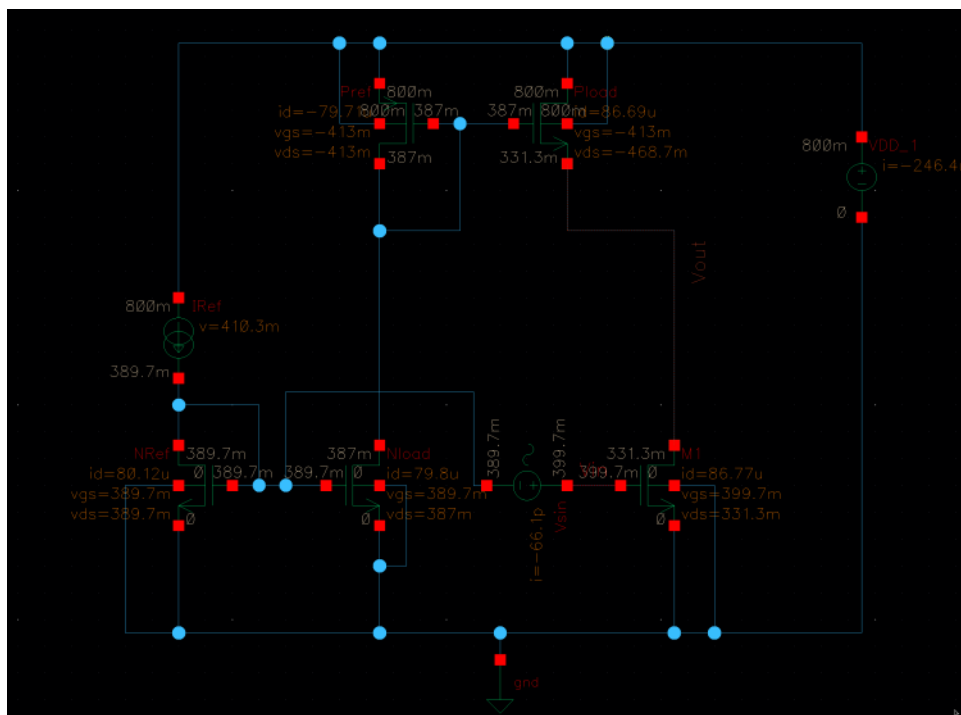 Pref
800m
id=-79.71u
800m
387m
vgs=-413m
vds=-413m
387m
800m
Pload
387m
800m
id=86.69u
vgs=-413m
vds=-468.7m
331.3m
800m
VDD_1
i=-246.4
0
Vout
800m
iRef
v=410.3m
389.7m
NRef
389.7m
id=80.12u
0
389.7m
vgs=389.7m
vds=389.7m
0
387m
Nload
389.7m
0
id=79.8u
vgs=389.7m
vds=387m
0
389.7m
399.7m
Vsin
i=-66.1p
331.3m
M1
399.7m
0
id=86.77u
vgs=399.7m
vds=331.3m
0
gnd